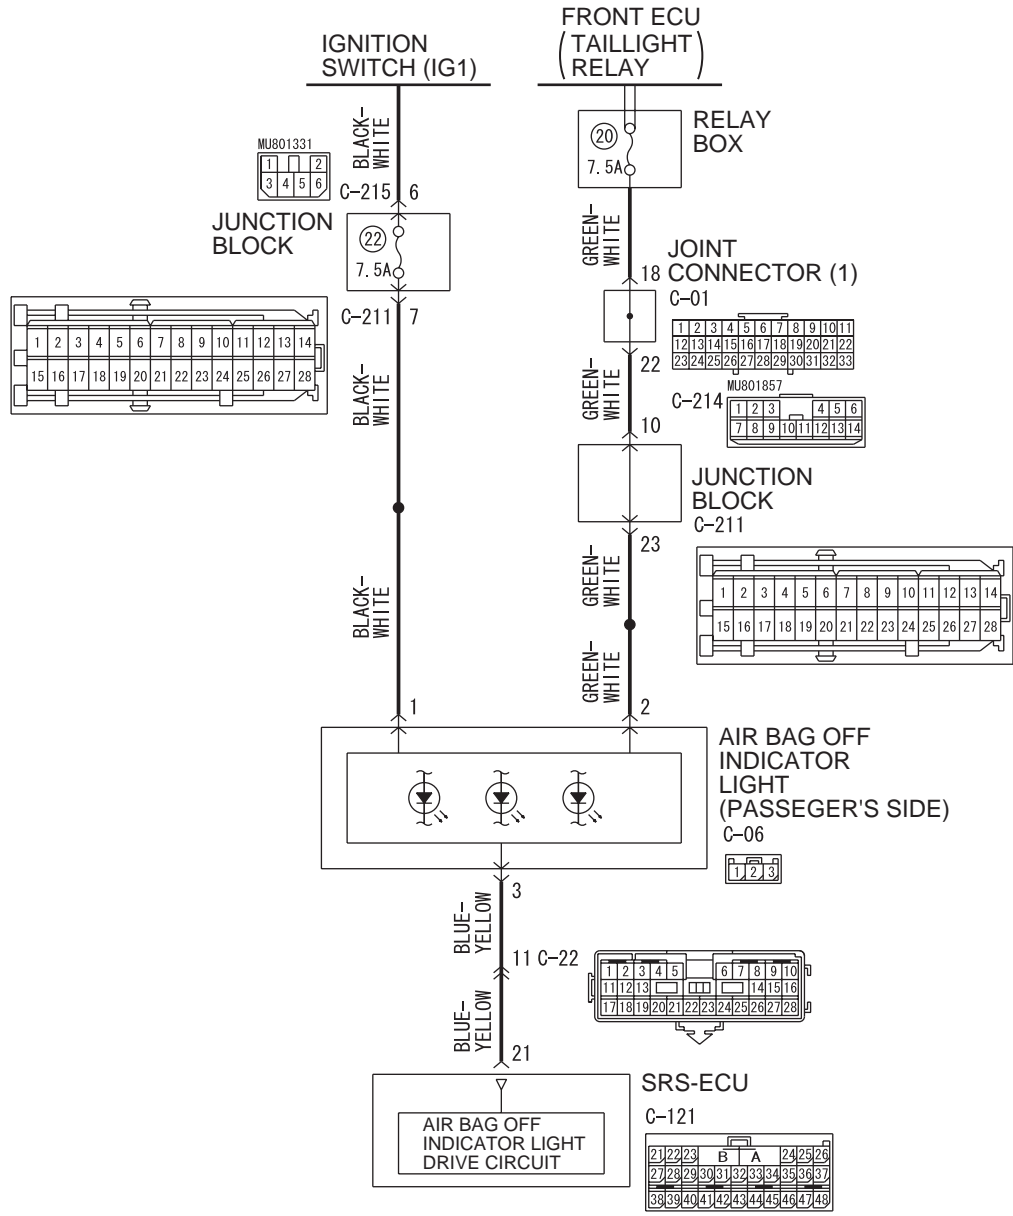 FRONT ECU
(TAILLIGHT
RELAY)
IGNITION
SWITCH (IG1)
BLACK-
WHITE
20
7.5A
RELAY
BOX
MU801331
1 2
3 4 5 6
C-215 6
JUNCTION
BLOCK
22
7.5A
C-211 7
GREEN-
WHITE
18
JOINT
CONNECTOR (1)
C-01
1 2 3 4 5 6 7 8 9 10 11
12 13 14 15 16 17 18 19 20 21 22
23 24 25 26 27 28 29 30 31 32 33
1 2 3 4 5 6 7 8 9 10 11 12 13 14
15 16 17 18 19 20 21 22 23 24 25 26 27 28
BLACK-
WHITE
22
GREEN-
WHITE
C-214
MU801857
1 2 3 4 5 6
7 8 9 10 11 12 13 14
10
JUNCTION
BLOCK
C-211
23
1 2 3 4 5 6 7 8 9 10 11 12 13 14
15 16 17 18 19 20 21 22 23 24 25 26 27 28
GREEN-
WHITE
BLACK-
WHITE
GREEN-
WHITE
1
2
AIR BAG OFF
INDICATOR
LIGHT
(PASSEGER'S SIDE)
C-06
1 2 3
3
BLUE-
YELLOW
11 C-22
1 2 3 4 5 6 7 8 9 10
11 12 13 14 15 16
17 18 19 20 21 22 23 24 25 26 27 28
BLUE-
YELLOW
21
SRS-ECU
C-121
AIR BAG OFF
INDICATOR LIGHT
DRIVE CIRCUIT
21 22 23 B A 24 25 26
27 28 29 30 31 32 33 34 35 36 37
38 39 40 41 42 43 44 45 46 47 48